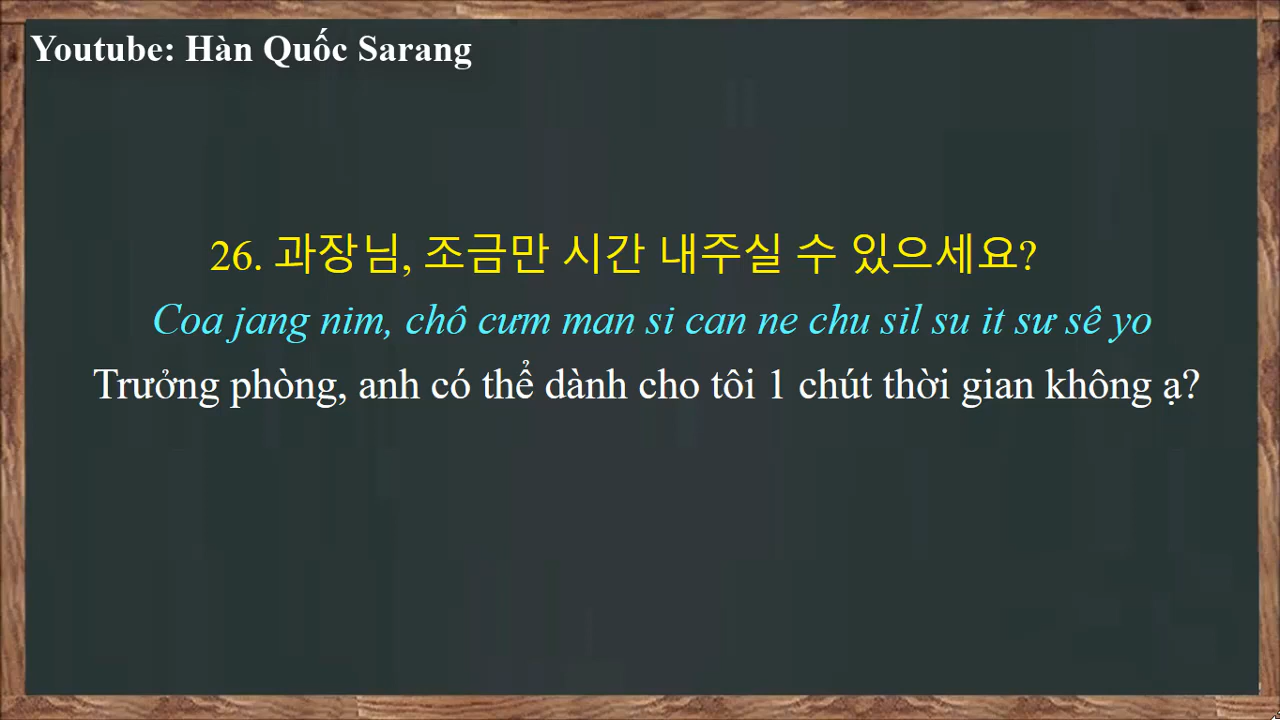 Youtube: Hàn Quốc Sarang
26. 과장님, 조금만 시간 내주실 수 있으세요?
Coa jang nim, chô cưm man si can ne chu sil su it sư sê yo
Trưởng phòng, anh có thể dành cho tôi 1 chút thời gian không ạ?